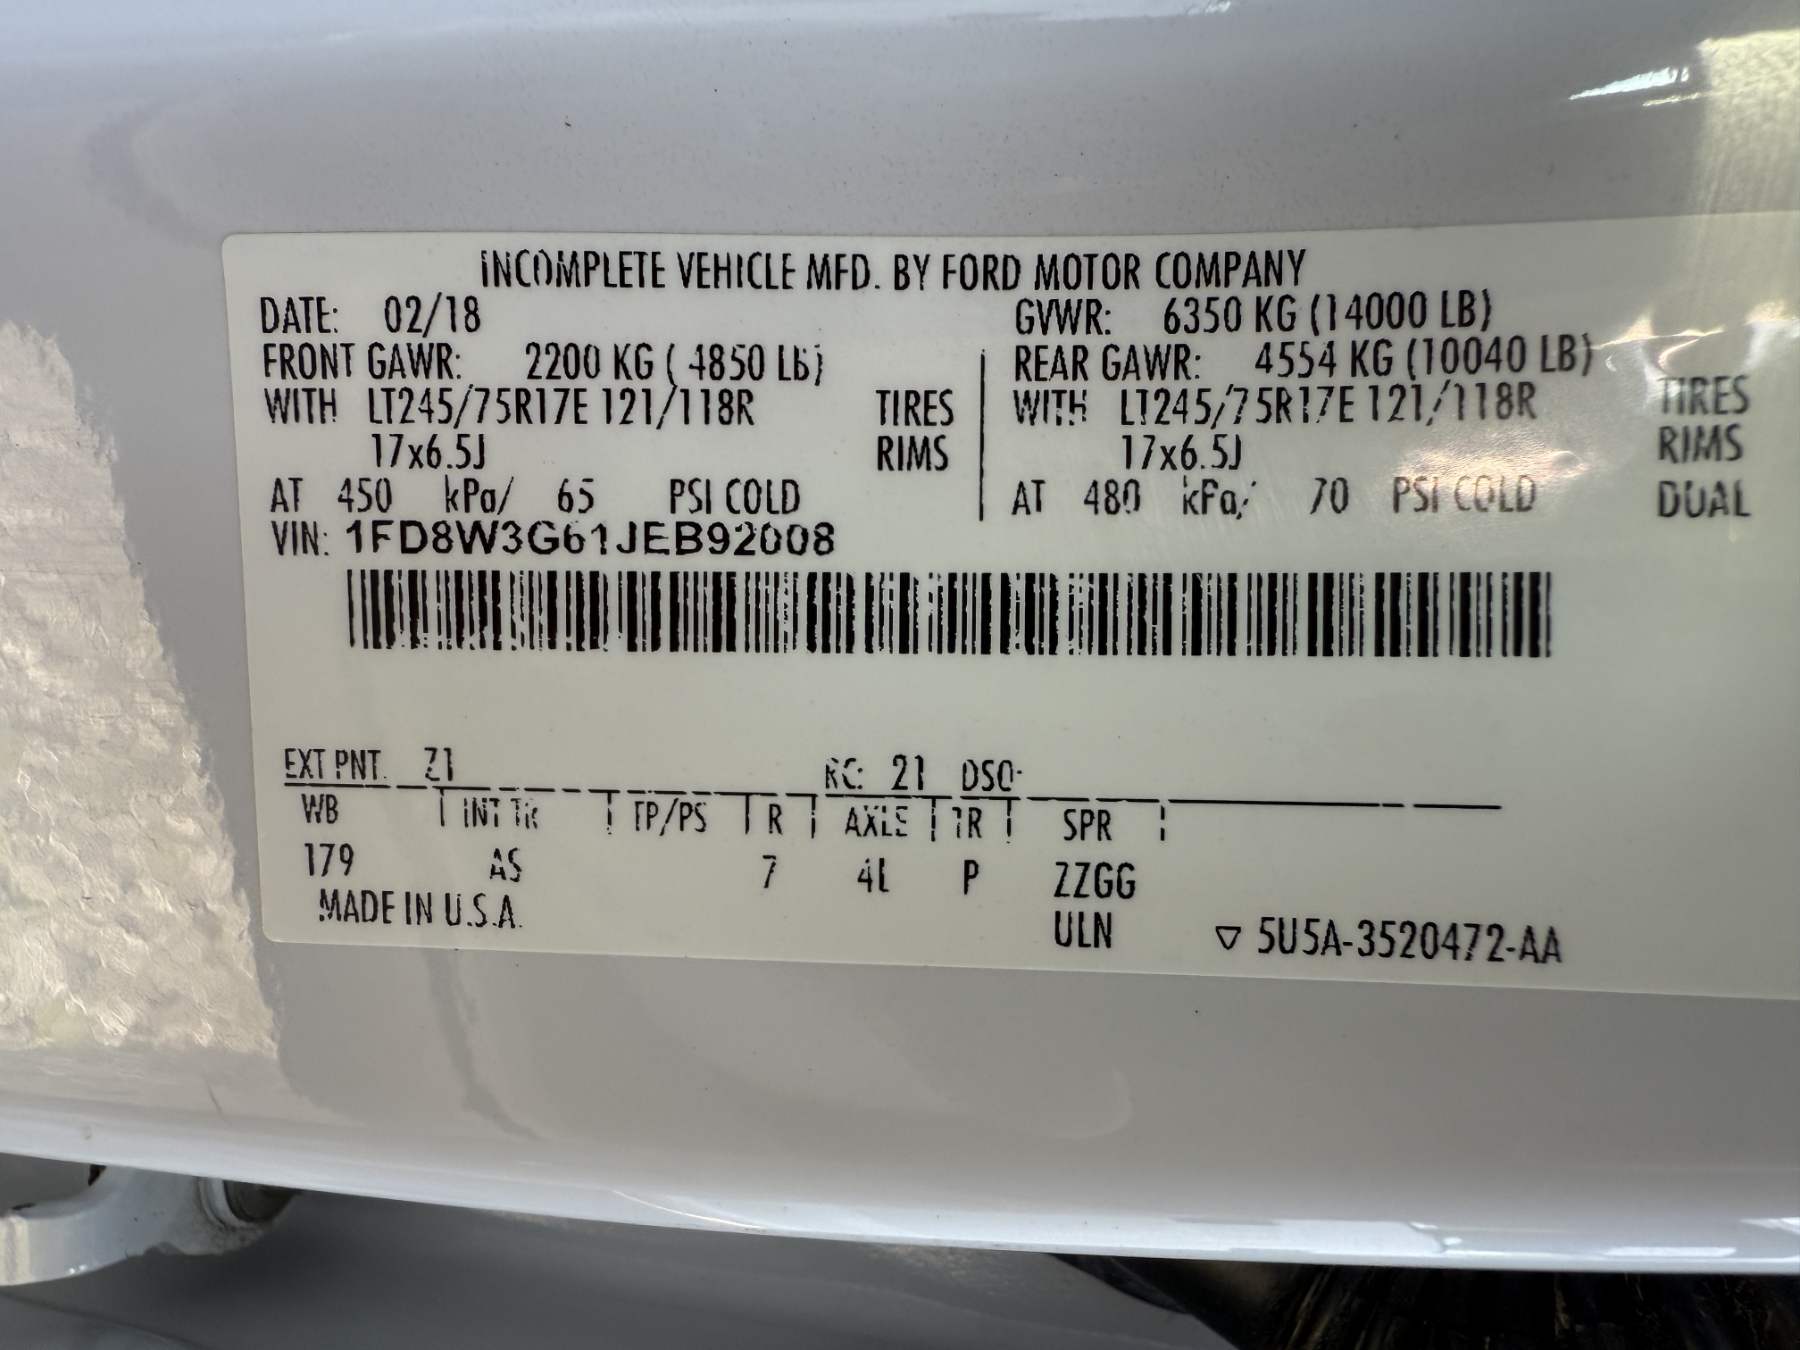 INCOMPLETE VEHICLE MFD. BY FORD MOTOR COMPANY
DATE: 02/18 GVWR: 6350 KG (14000 LB)
FRONT GAWR: 2200 KG ( 4850 LB) REAR GAWR: 4554 KG (10040 LB)
WITH LT245/75R17E 121/118R TIRES WITH LT245/75R17E 121/118R TIRES
17x6.5J RIMS 17x6.5J RIMS
AT 450 kPa/ 65 PSI COLD AT 480 kPa/ 70 PSI COLD DUAL
VIN: 1FD8W3G61JEB92008
EXT PNT. Z1 RC: 21 DSO:
WB INT TR TP/PS R AXLE TR SPR
179 AS 7 4L P ZZGG
MADE IN U.S.A. ULN ▽ 5U5A-3520472-AA